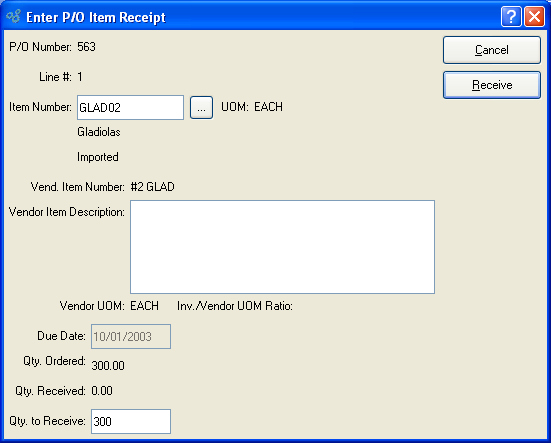 Enter P/O Item Receipt
P/O Number: 563
Cancel
Line #: 1
Receive
Item Number: GLAD02 ... UOM: EACH
Gladiolas
Imported
Vend. Item Number: #2 GLAD
Vendor Item Description:
Vendor UOM: EACH Inv./Vendor UOM Ratio:
Due Date: 10/01/2003
Qty. Ordered: 300.00
Qty. Received: 0.00
Qty. to Receive: 300